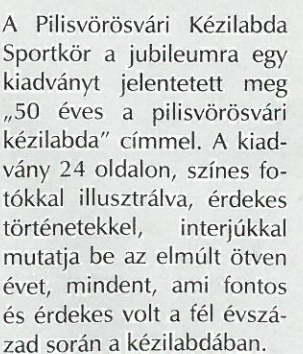 A Pilisvörösvári Kézilabda
Sportkör a jubileumra egy
kiadványt jelentetett meg
„50 éves a pilisvörösvári
kézilabda” címmel. A kiad-
vány 24 oldalon, színes fo-
tókkal illusztrálva, érdekes
történetekkel, interjúkkal
mutatja be az elmúlt ötven
évet, mindent, ami fontos
és érdekes volt a fél évszá-
zad során a kézilabdában.